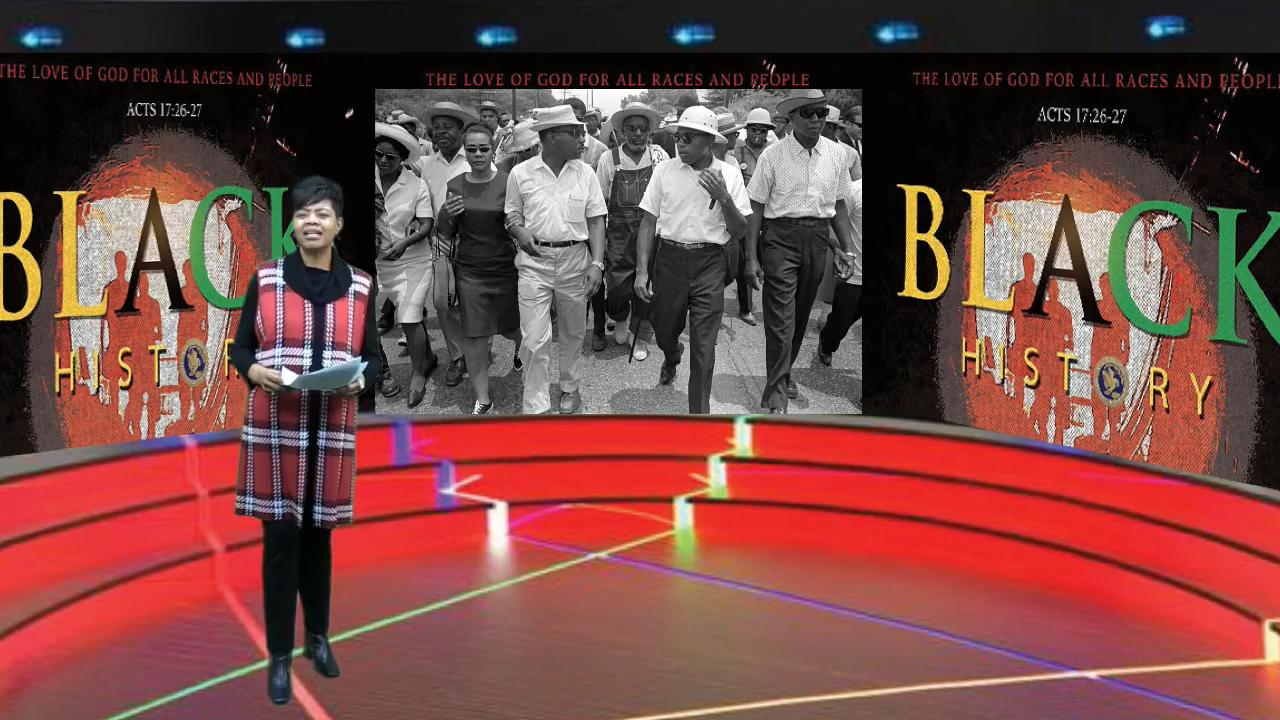 THE LOVE OF GOD FOR ALL RACES AND PEOPLE
ACTS 17:26-27
BLACK
HISTOR
THE LOVE OF GOD FOR ALL RACES AND PEOPLE
THE LOVE OF GOD FOR ALL RACES AND PEOPLE
ACTS 17:26-27
BLACK
HISTORY